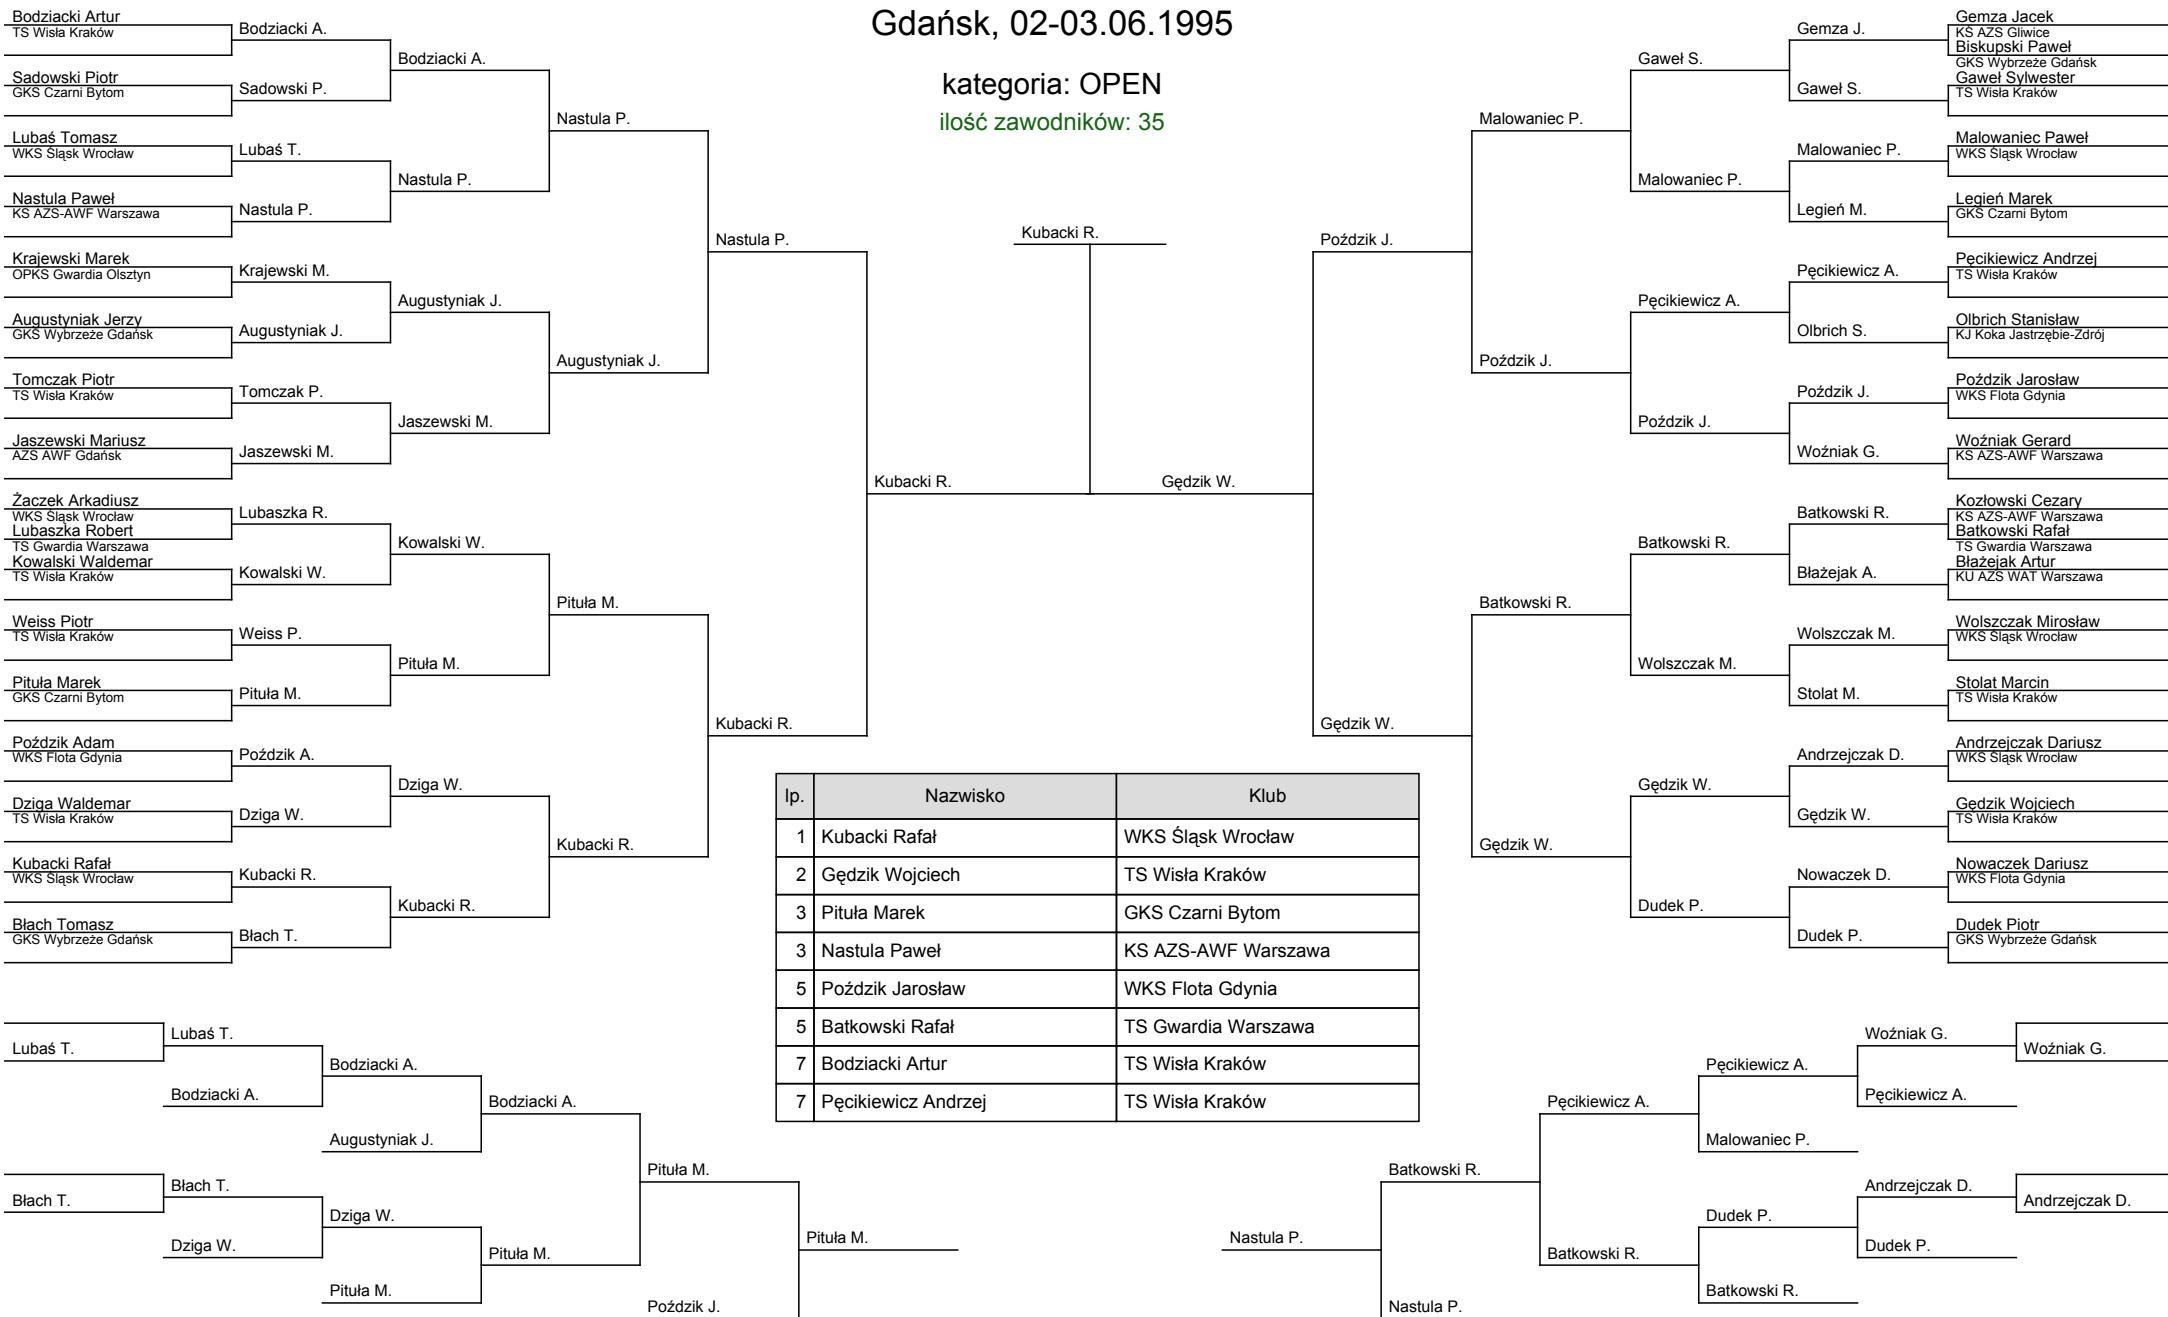 Gdańsk, 02-03.06.1995
kategoria: OPEN
ilość zawodników: 35
Bodziacki Artur
TS Wisła Kraków
Sadowski Piotr
GKS Czarni Bytom
Lubaś Tomasz
WKS Śląsk Wrocław
Nastula Paweł
KS AZS-AWF Warszawa
Krajewski Marek
OPKS Gwardia Olsztyn
Augustyniak Jerzy
GKS Wybrzeże Gdańsk
Tomczak Piotr
TS Wisła Kraków
Jaszewski Mariusz
AZS AWF Gdańsk
Żaczek Arkadiusz
WKS Śląsk Wrocław
Lubaszka Robert
TS Gwardia Warszawa
Kowalski Waldemar
TS Wisła Kraków
Weiss Piotr
TS Wisła Kraków
Pituła Marek
GKS Czarni Bytom
Poździk Adam
WKS Flota Gdynia
Dziga Waldemar
TS Wisła Kraków
Kubacki Rafał
WKS Śląsk Wrocław
Błach Tomasz
GKS Wybrzeże Gdańsk
Bodziacki A.
Sadowski P.
Lubaś T.
Nastula P.
Krajewski M.
Augustyniak J.
Tomczak P.
Jaszewski M.
Lubaszka R.
Kowalski W.
Weiss P.
Pituła M.
Poździk A.
Dziga W.
Kubacki R.
Błach T.
Bodziacki A.
Nastula P.
Augustyniak J.
Jaszewski M.
Kowalski W.
Pituła M.
Dziga W.
Kubacki R.
Nastula P.
Augustyniak J.
Pituła M.
Kubacki R.
Nastula P.
Kubacki R.
Kubacki R.
Kubacki R.
Gędzik W.
Poździk J.
Gędzik W.
Malowaniec P.
Poździk J.
Batkowski R.
Gędzik W.
Gaweł S.
Malowaniec P.
Pęcikiewicz A.
Poździk J.
Batkowski R.
Wolszczak M.
Gędzik W.
Dudek P.
Gemza J.
Gaweł S.
Malowaniec P.
Legień M.
Pęcikiewicz A.
Olbrich S.
Poździk J.
Woźniak G.
Batkowski R.
Błażejak A.
Wolszczak M.
Stolat M.
Andrzejczak D.
Gędzik W.
Nowaczek D.
Dudek P.
Gemza Jacek
KS AZS Gliwice
Biskupski Paweł
GKS Wybrzeże Gdańsk
Gaweł Sylwester
TS Wisła Kraków
Malowaniec Paweł
WKS Śląsk Wrocław
Legień Marek
GKS Czarni Bytom
Pęcikiewicz Andrzej
TS Wisła Kraków
Olbrich Stanisław
KJ Koka Jastrzębie-Zdrój
Poździk Jarosław
WKS Flota Gdynia
Woźniak Gerard
KS AZS-AWF Warszawa
Kozłowski Cezary
KS AZS-AWF Warszawa
Batkowski Rafał
TS Gwardia Warszawa
Błażejak Artur
KU AZS WAT Warszawa
Wolszczak Mirosław
WKS Śląsk Wrocław
Stolat Marcin
TS Wisła Kraków
Andrzejczak Dariusz
WKS Śląsk Wrocław
Gędzik Wojciech
TS Wisła Kraków
Nowaczek Dariusz
WKS Flota Gdynia
Dudek Piotr
GKS Wybrzeże Gdańsk
lp. Nazwisko Klub
1 Kubacki Rafał WKS Śląsk Wrocław
2 Gędzik Wojciech TS Wisła Kraków
3 Pituła Marek GKS Czarni Bytom
3 Nastula Paweł KS AZS-AWF Warszawa
5 Poździk Jarosław WKS Flota Gdynia
5 Batkowski Rafał TS Gwardia Warszawa
7 Bodziacki Artur TS Wisła Kraków
7 Pęcikiewicz Andrzej TS Wisła Kraków
Lubaś T.
Błach T.
Lubaś T.
Bodziacki A.
Błach T.
Dziga W.
Bodziacki A.
Augustyniak J.
Dziga W.
Pituła M.
Bodziacki A.
Pituła M.
Pituła M.
Poździk J.
Pituła M.
Nastula P.
Batkowski R.
Nastula P.
Pęcikiewicz A.
Batkowski R.
Pęcikiewicz A.
Malowaniec P.
Dudek P.
Batkowski R.
Woźniak G.
Pęcikiewicz A.
Andrzejczak D.
Dudek P.
Woźniak G.
Andrzejczak D.